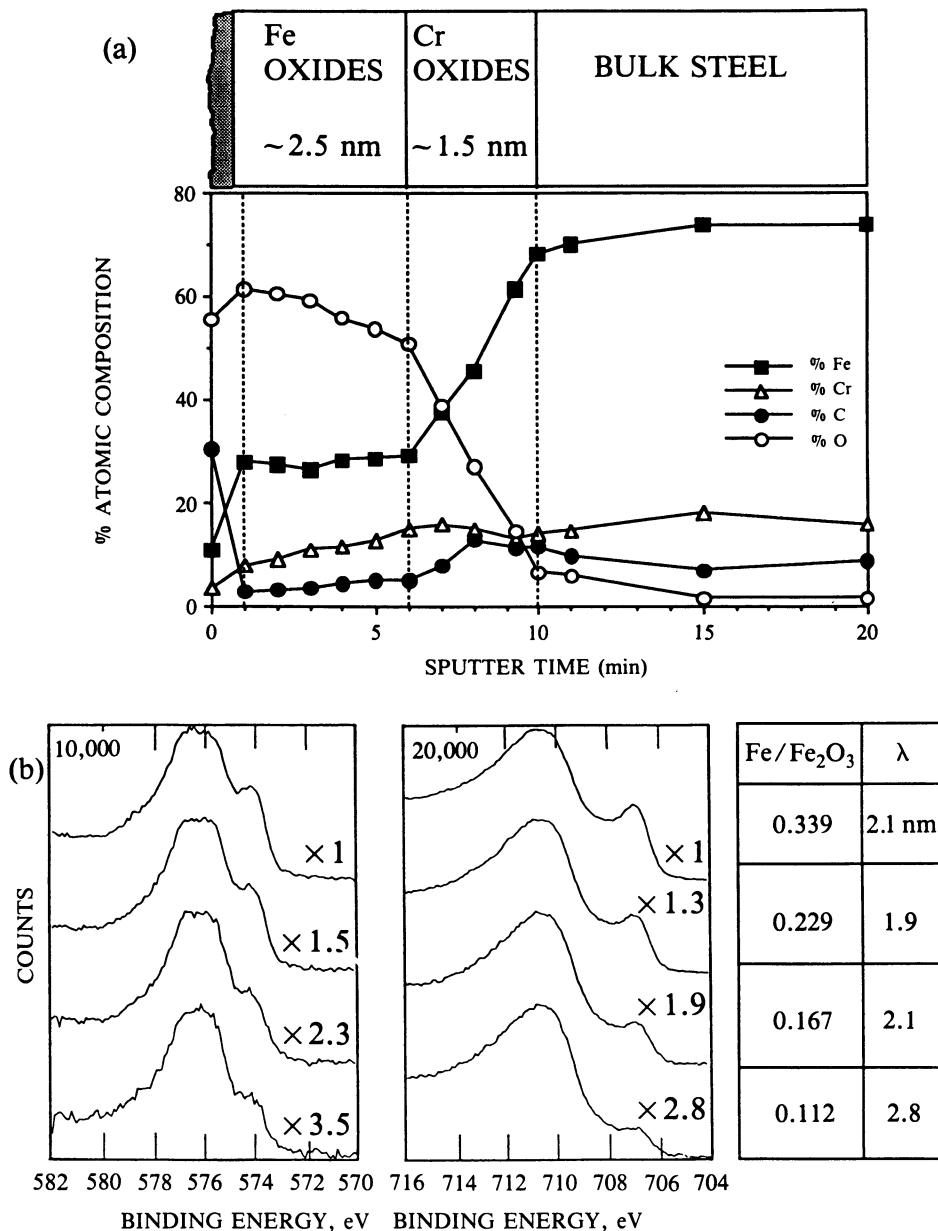 (a)
Fe
OXIDES
~2.5 nm
Cr
OXIDES
~1.5 nm
BULK STEEL
80
60
40
20
0
% ATOMIC COMPOSITION
% Fe
% Cr
% C
% O
0 5 10 15 20
SPUTTER TIME (min)
(b)
10,000
×1
×1.5
×2.3
×3.5
COUNTS
582 580 578 576 574 572 570
BINDING ENERGY, eV
20,000
×1
×1.3
×1.9
×2.8
716 714 712 710 708 706 704
BINDING ENERGY, eV
Fe/Fe₂O₃ λ
0.339 2.1 nm
0.229 1.9
0.167 2.1
0.112 2.8